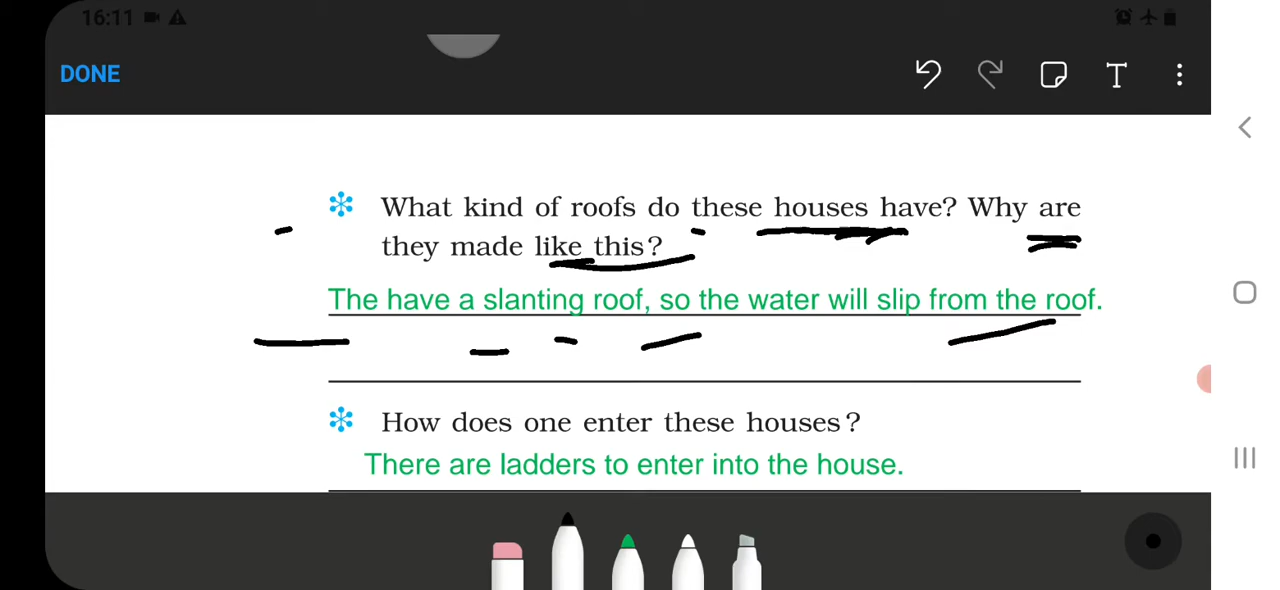 16:11
DONE
T
What kind of roofs do these houses have? Why are
they made like this?
The have a slanting roof, so the water will slip from the roof.
How does one enter these houses?
There are ladders to enter into the house.